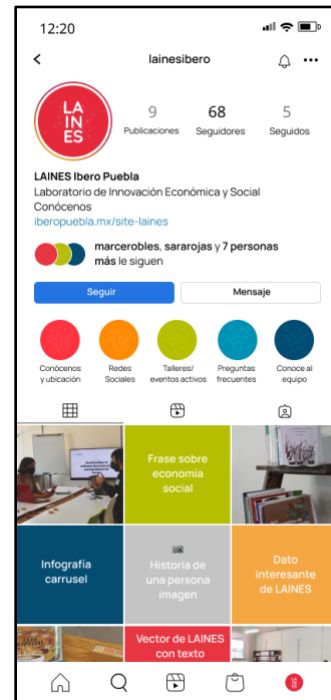 12:20
lainesibero
LA
IN
ES
9
68
5
Publicaciones
Seguidores
Seguidos
LAINES Ibero Puebla
Laboratorio de Innovación Económica y Social
Conócenos
iberopuebla.mx/site-laines
marcerobles, sararojas y 7 personas
más le siguen
Seguir
Mensaje
Conócenos
y ubicación
Redes
Sociales
Talleres/
eventos activos
Preguntas
frecuentes
Conoce al
equipo
Frase sobre
economía
social
Infografía
carrusel
Historia de
una persona
imagen
Dato
interesante
de LAINES
Vector de LAINES
con texto